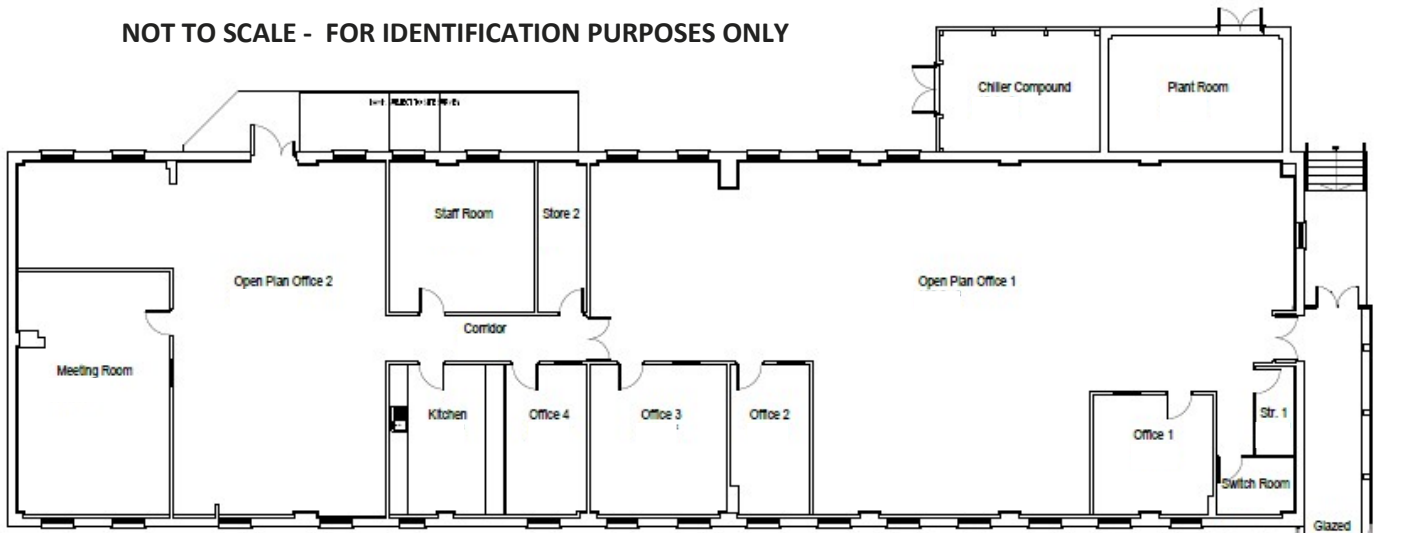 NOT TO SCALE - FOR IDENTIFICATION PURPOSES ONLY
Chiller Compound
Plant Room
Staff Room
Store 2
Open Plan Office 2
Open Plan Office 1
Corridor
Meeting Room
Kitchen
Office 4
Office 3
Office 2
Office 1
Str. 1
Switch Room
Glazed